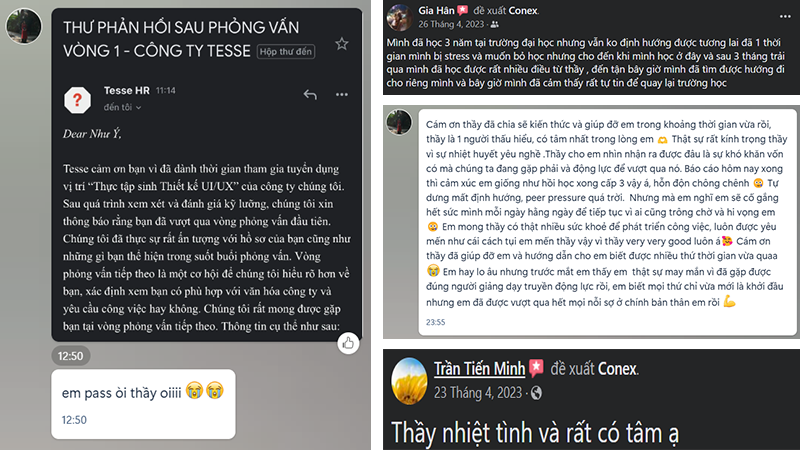 THƯ PHẢN HỒI SAU PHỎNG VẤN
VÒNG 1 - CÔNG TY TESSE
Hộp thư đến
Tesse HR 11:14
đến tôi
Dear Như Ý,
Tesse cảm ơn bạn vì đã dành thời gian tham gia tuyển dụng
vị trí “Thực tập sinh Thiết kế UI/UX” của công ty chúng tôi.
Sau quá trình xem xét và đánh giá kỹ lưỡng, chúng tôi xin
thông báo rằng bạn đã vượt qua vòng phỏng vấn đầu tiên.
Chúng tôi đã thực sự rất ấn tượng với hồ sơ của bạn cũng như
những gì bạn thể hiện trong suốt buổi phỏng vấn. Vòng
phỏng vấn tiếp theo là một cơ hội để chúng tôi hiểu rõ hơn về
bạn, xác định xem bạn có phù hợp với văn hóa công ty và
yêu cầu công việc hay không. Chúng tôi rất mong được gặp
bạn tại vòng phỏng vấn tiếp theo. Thông tin cụ thể như sau:
12:50
em pass òi thầy oiiii 😭😭
12:50
Gia Hân đề xuất Conex.
26 Tháng 4, 2023
Mình đã học 3 năm tại trường đại học nhưng vẫn ko định hướng được tương lai đã 1 thời
gian mình bị stress và muốn bỏ học nhưng cho đến khi mình học ở đây và sau 3 tháng trải
qua mình đã học được rất nhiều điều từ thầy , đến tận bây giờ mình đã tìm được hướng đi
cho riêng mình và bây giờ mình đã cảm thấy rất tự tin để quay lại trường học
Cảm ơn thầy đã chia sẽ kiến thức và giúp đỡ em trong khoảng thời gian vừa rồi,
thầy là 1 người thấu hiểu, có tâm nhất trong lòng em 🫶 Thật sự rất kính trọng thầy
vì sự nhiệt huyết yêu nghề .Thầy cho em nhìn nhận ra được đâu là sự khó khăn vốn
có mà chúng ta đang gặp phải và động lực để vượt qua nó. Báo cáo hôm nay xong
thì cảm xúc em giống như hồi học xong cấp 3 vậy á, hỗn độn chông chênh 😩 Tự
dưng mất định hướng, peer pressure quá trời.  Nhưng mà em nghĩ em sẽ cố gắng
hết sức mình mỗi ngày hằng ngày để tiếp tục vì ai cũng trông chờ và hi vọng em
😩 Em mong thầy có thật nhiều sức khoẻ để phát triển công việc, luôn được yêu
mến như cái cách tụi em mến thầy vậy vì thầy very very good luôn á🥰 Cảm ơn
thầy đã giúp đỡ em và hướng dẫn cho em biết được nhiều thứ thời gian vừa quaa
😭 Em hay lo âu nhưng trước mắt em thấy em  thật sự may mắn vì đã gặp được
đúng người giảng dạy truyền động lực rồi, em biết mọi thứ chỉ vừa mới là khởi đầu
nhưng em đã được vượt qua hết mọi nỗi sợ ở chính bản thân em rồi 💪
23:55
Trần Tiến Minh đề xuất Conex.
23 Tháng 4, 2023
Thầy nhiệt tình và rất có tâm ạ